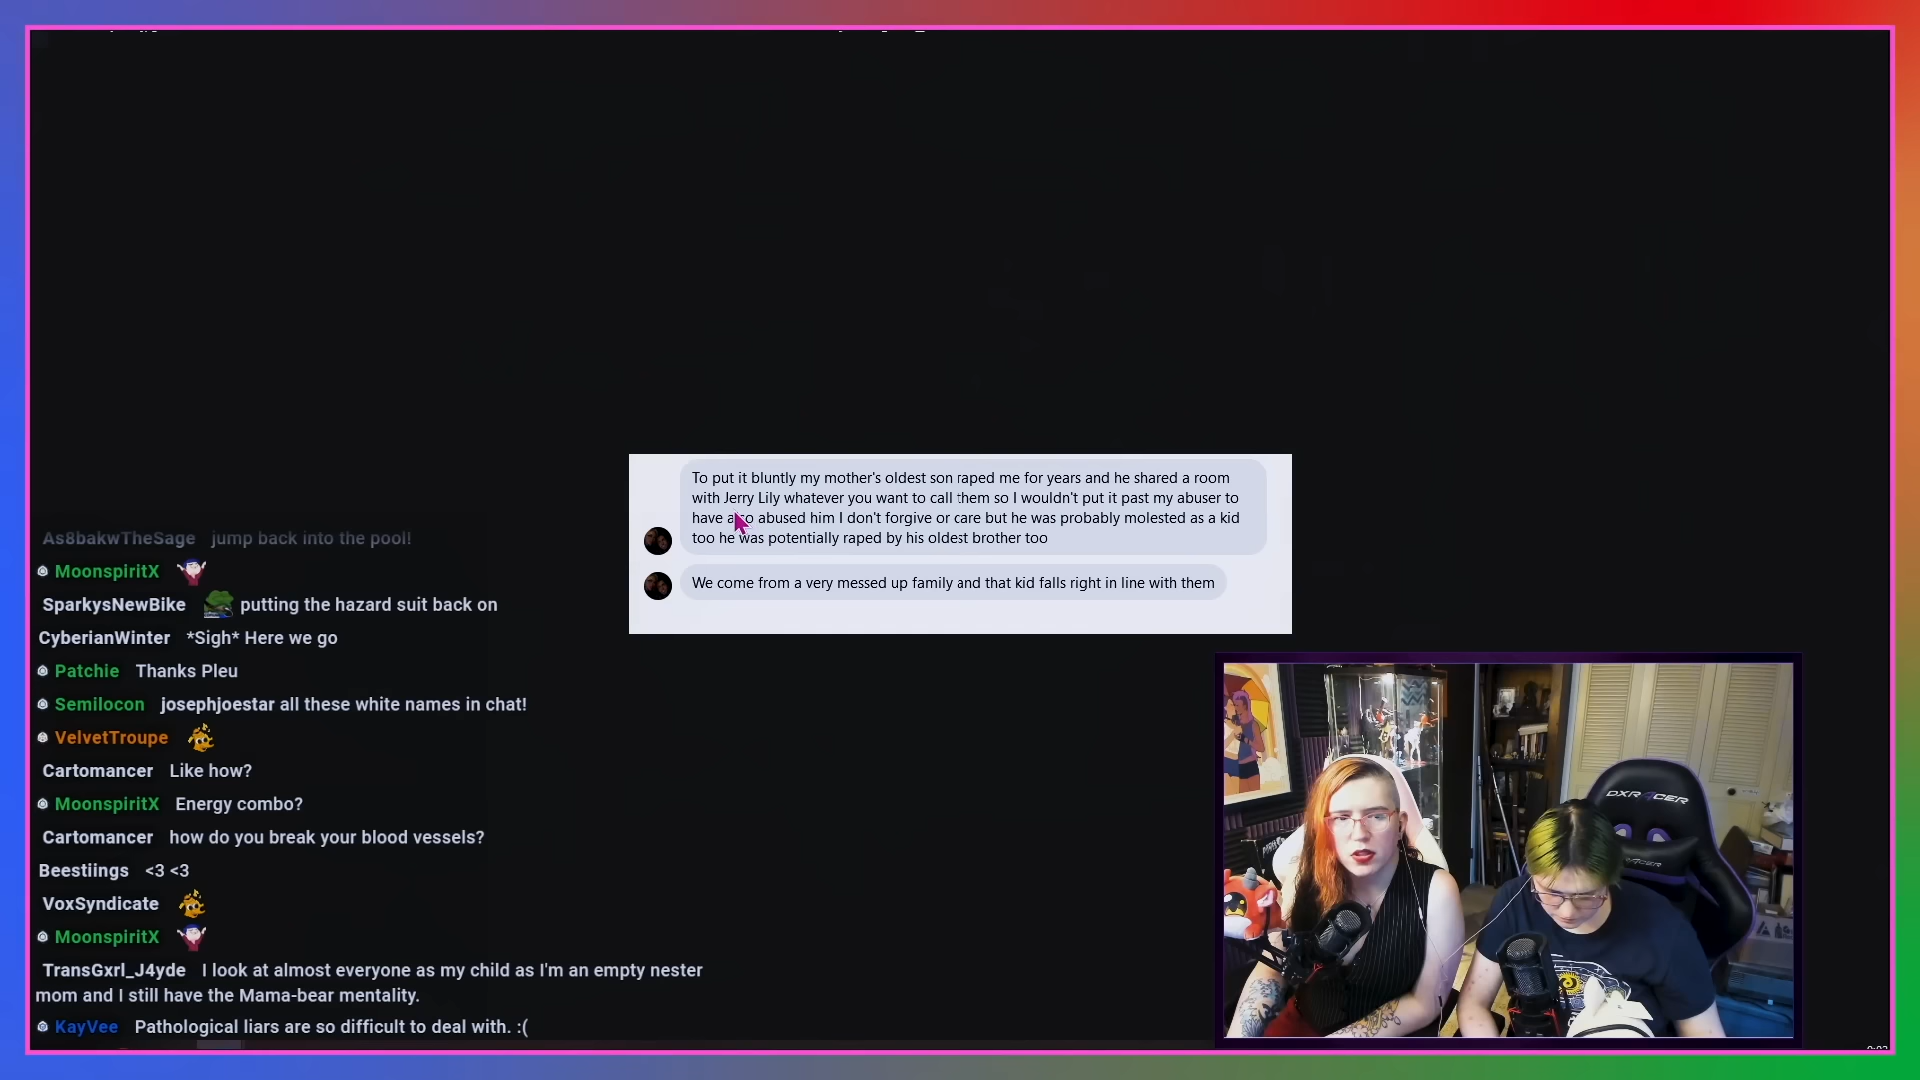 To put it bluntly my mother's oldest son raped me for years and he shared a room
with Jerry Lily whatever you want to call them so I wouldn't put it past my abuser to
have also abused him I don't forgive or care but he was probably molested as a kid
too he was potentially raped by his oldest brother too
We come from a very messed up family and that kid falls right in line with them
As8bakwTheSage jump back into the pool!
MoonspiritX
SparkysNewBike putting the hazard suit back on
CyberianWinter *Sigh* Here we go
Patchie Thanks Pleu
Semilocon josephjoestar all these white names in chat!
VelvetTroupe
Cartomancer Like how?
MoonspiritX Energy combo?
Cartomancer how do you break your blood vessels?
Beestiings <3 <3
VoxSyndicate
MoonspiritX
TransGxrl_J4yde I look at almost everyone as my child as I'm an empty nester
mom and I still have the Mama-bear mentality.
KayVee Pathological liars are so difficult to deal with. :(
DXRACER